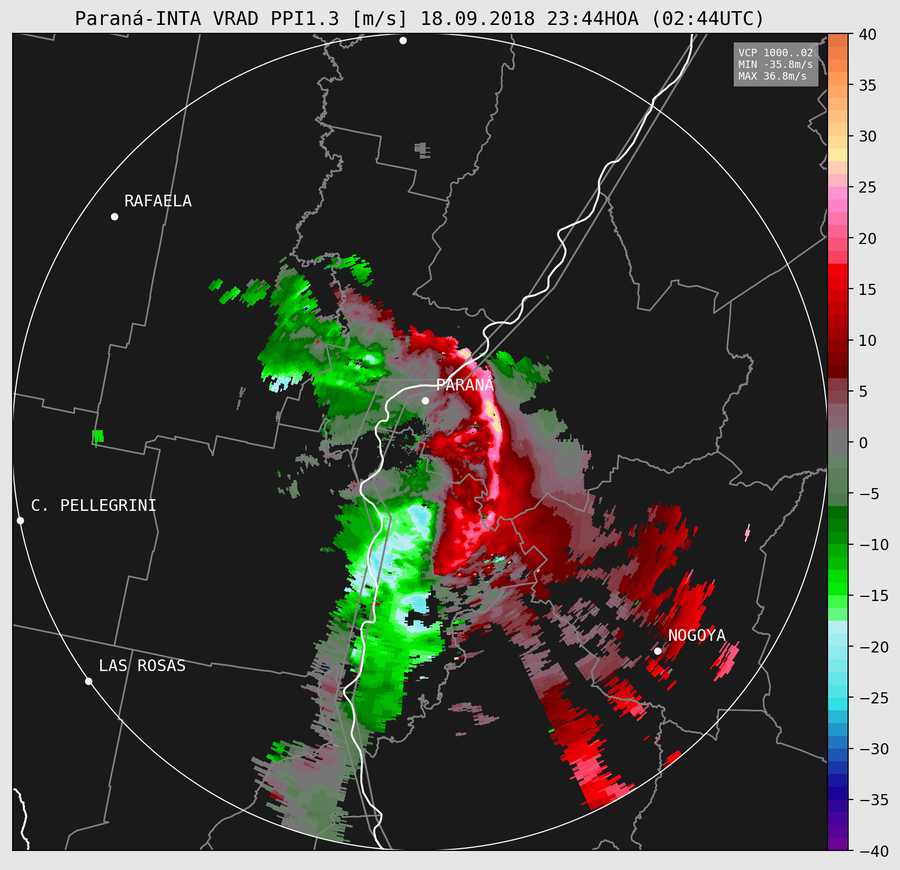 Paraná-INTA VRAD PPI1.3 [m/s] 18.09.2018 23:44HOA (02:44UTC)
VCP 1000..02
MIN -35.8m/s
MAX 36.8m/s
RAFAELA
PARANÁ
C. PELLEGRINI
NOGOYA
LAS ROSAS
40
35
30
25
20
15
10
5
0
−5
−10
−15
−20
−25
−30
−35
−40